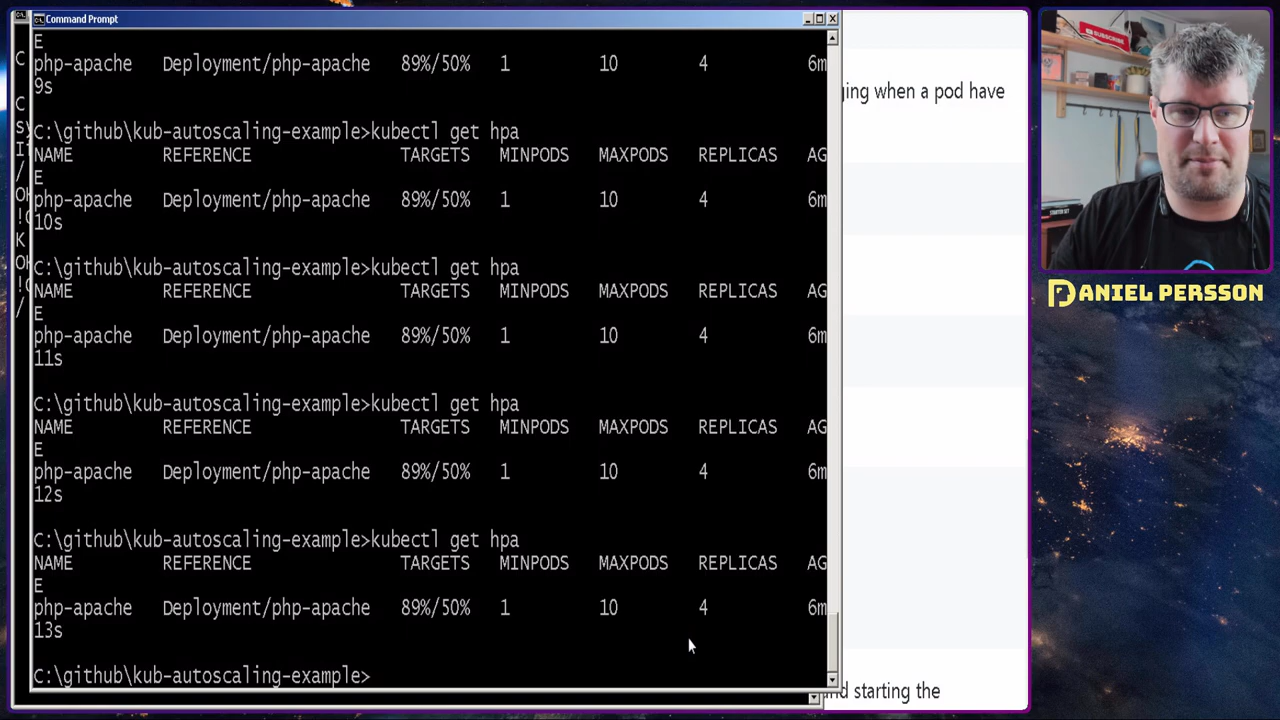 Command Prompt
E
php-apache Deployment/php-apache 89%/50% 1 10 4 6m
9s
C:\github\kub-autoscaling-example>kubectl get hpa
NAME REFERENCE TARGETS MINPODS MAXPODS REPLICAS AG
E
php-apache Deployment/php-apache 89%/50% 1 10 4 6m
10s
C:\github\kub-autoscaling-example>kubectl get hpa
NAME REFERENCE TARGETS MINPODS MAXPODS REPLICAS AG
E
php-apache Deployment/php-apache 89%/50% 1 10 4 6m
11s
C:\github\kub-autoscaling-example>kubectl get hpa
NAME REFERENCE TARGETS MINPODS MAXPODS REPLICAS AG
E
php-apache Deployment/php-apache 89%/50% 1 10 4 6m
12s
C:\github\kub-autoscaling-example>kubectl get hpa
NAME REFERENCE TARGETS MINPODS MAXPODS REPLICAS AG
E
php-apache Deployment/php-apache 89%/50% 1 10 4 6m
13s
C:\github\kub-autoscaling-example>
when a pod have
starting the
SUBSCRIBE
DANIEL PERSSON